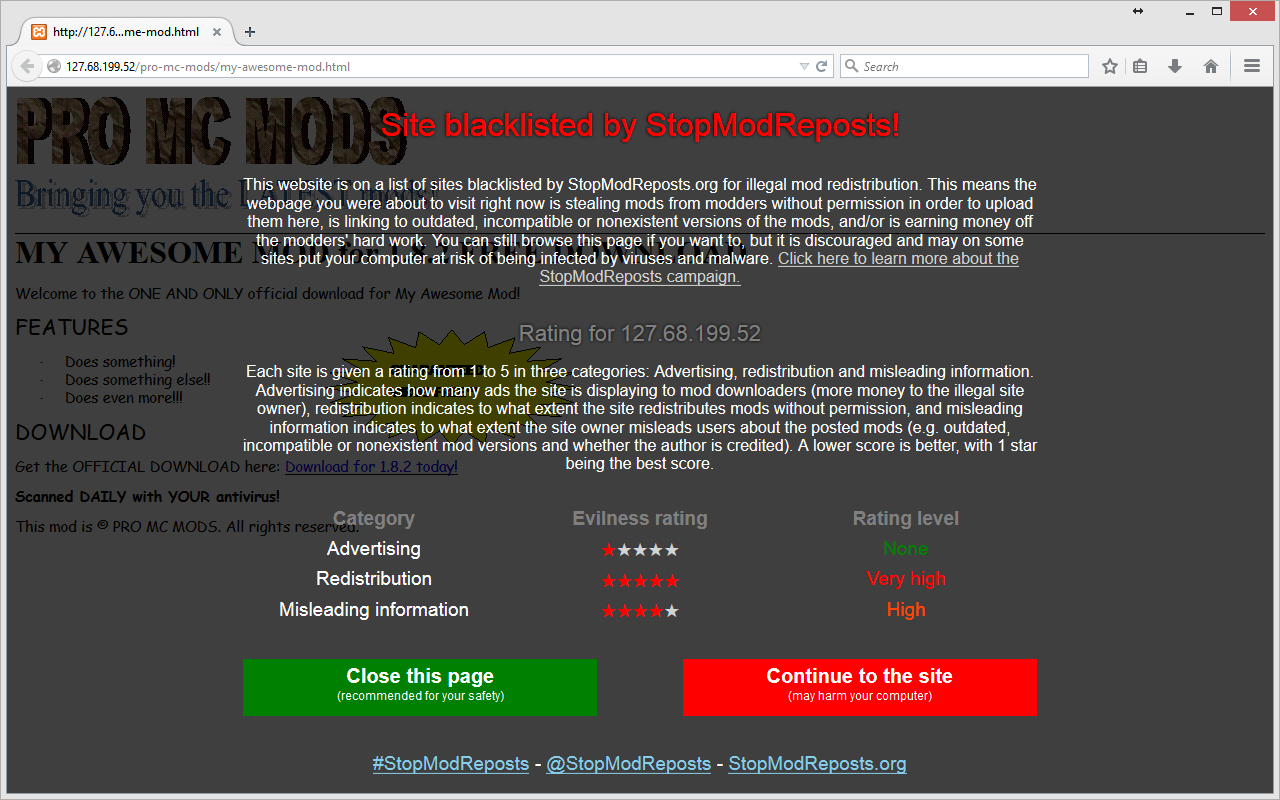 http://127.6...me-mod.html
127.68.199.52/pro-mc-mods/my-awesome-mod.html
Search
PRO MC MODS
Site blacklisted by StopModReposts!
Bringing you the LATEST mods!
This website is on a list of sites blacklisted by StopModReposts.org for illegal mod redistribution. This means the
webpage you were about to visit right now is stealing mods from modders without permission in order to upload
them here, is linking to outdated, incompatible or nonexistent versions of the mods, and/or is earning money off
the modders' hard work. You can still browse this page if you want to, but it is discouraged and may on some
sites put your computer at risk of being infected by viruses and malware. Click here to learn more about the
StopModReposts campaign.
MY AWESOME MOD for 1.8.2 FREE DOWNLOAD
Welcome to the ONE AND ONLY official download for My Awesome Mod!
FEATURES
· Does something!
· Does something else!!
· Does even more!!!
Rating for 127.68.199.52
Each site is given a rating from 1 to 5 in three categories: Advertising, redistribution and misleading information.
Advertising indicates how many ads the site is displaying to mod downloaders (more money to the illegal site
owner), redistribution indicates to what extent the site redistributes mods without permission, and misleading
information indicates to what extent the site owner misleads users about the posted mods (e.g. outdated,
incompatible or nonexistent mod versions and whether the author is credited). A lower score is better, with 1 star
being the best score.
DOWNLOAD
Get the OFFICIAL DOWNLOAD here: Download for 1.8.2 today!
Scanned DAILY with YOUR antivirus!
This mod is © PRO MC MODS. All rights reserved.
Category Evilness rating Rating level
Advertising ★★★★★ None
Redistribution ★★★★★ Very high
Misleading information ★★★★★ High
Close this page
(recommended for your safety)
Continue to the site
(may harm your computer)
#StopModReposts - @StopModReposts - StopModReposts.org